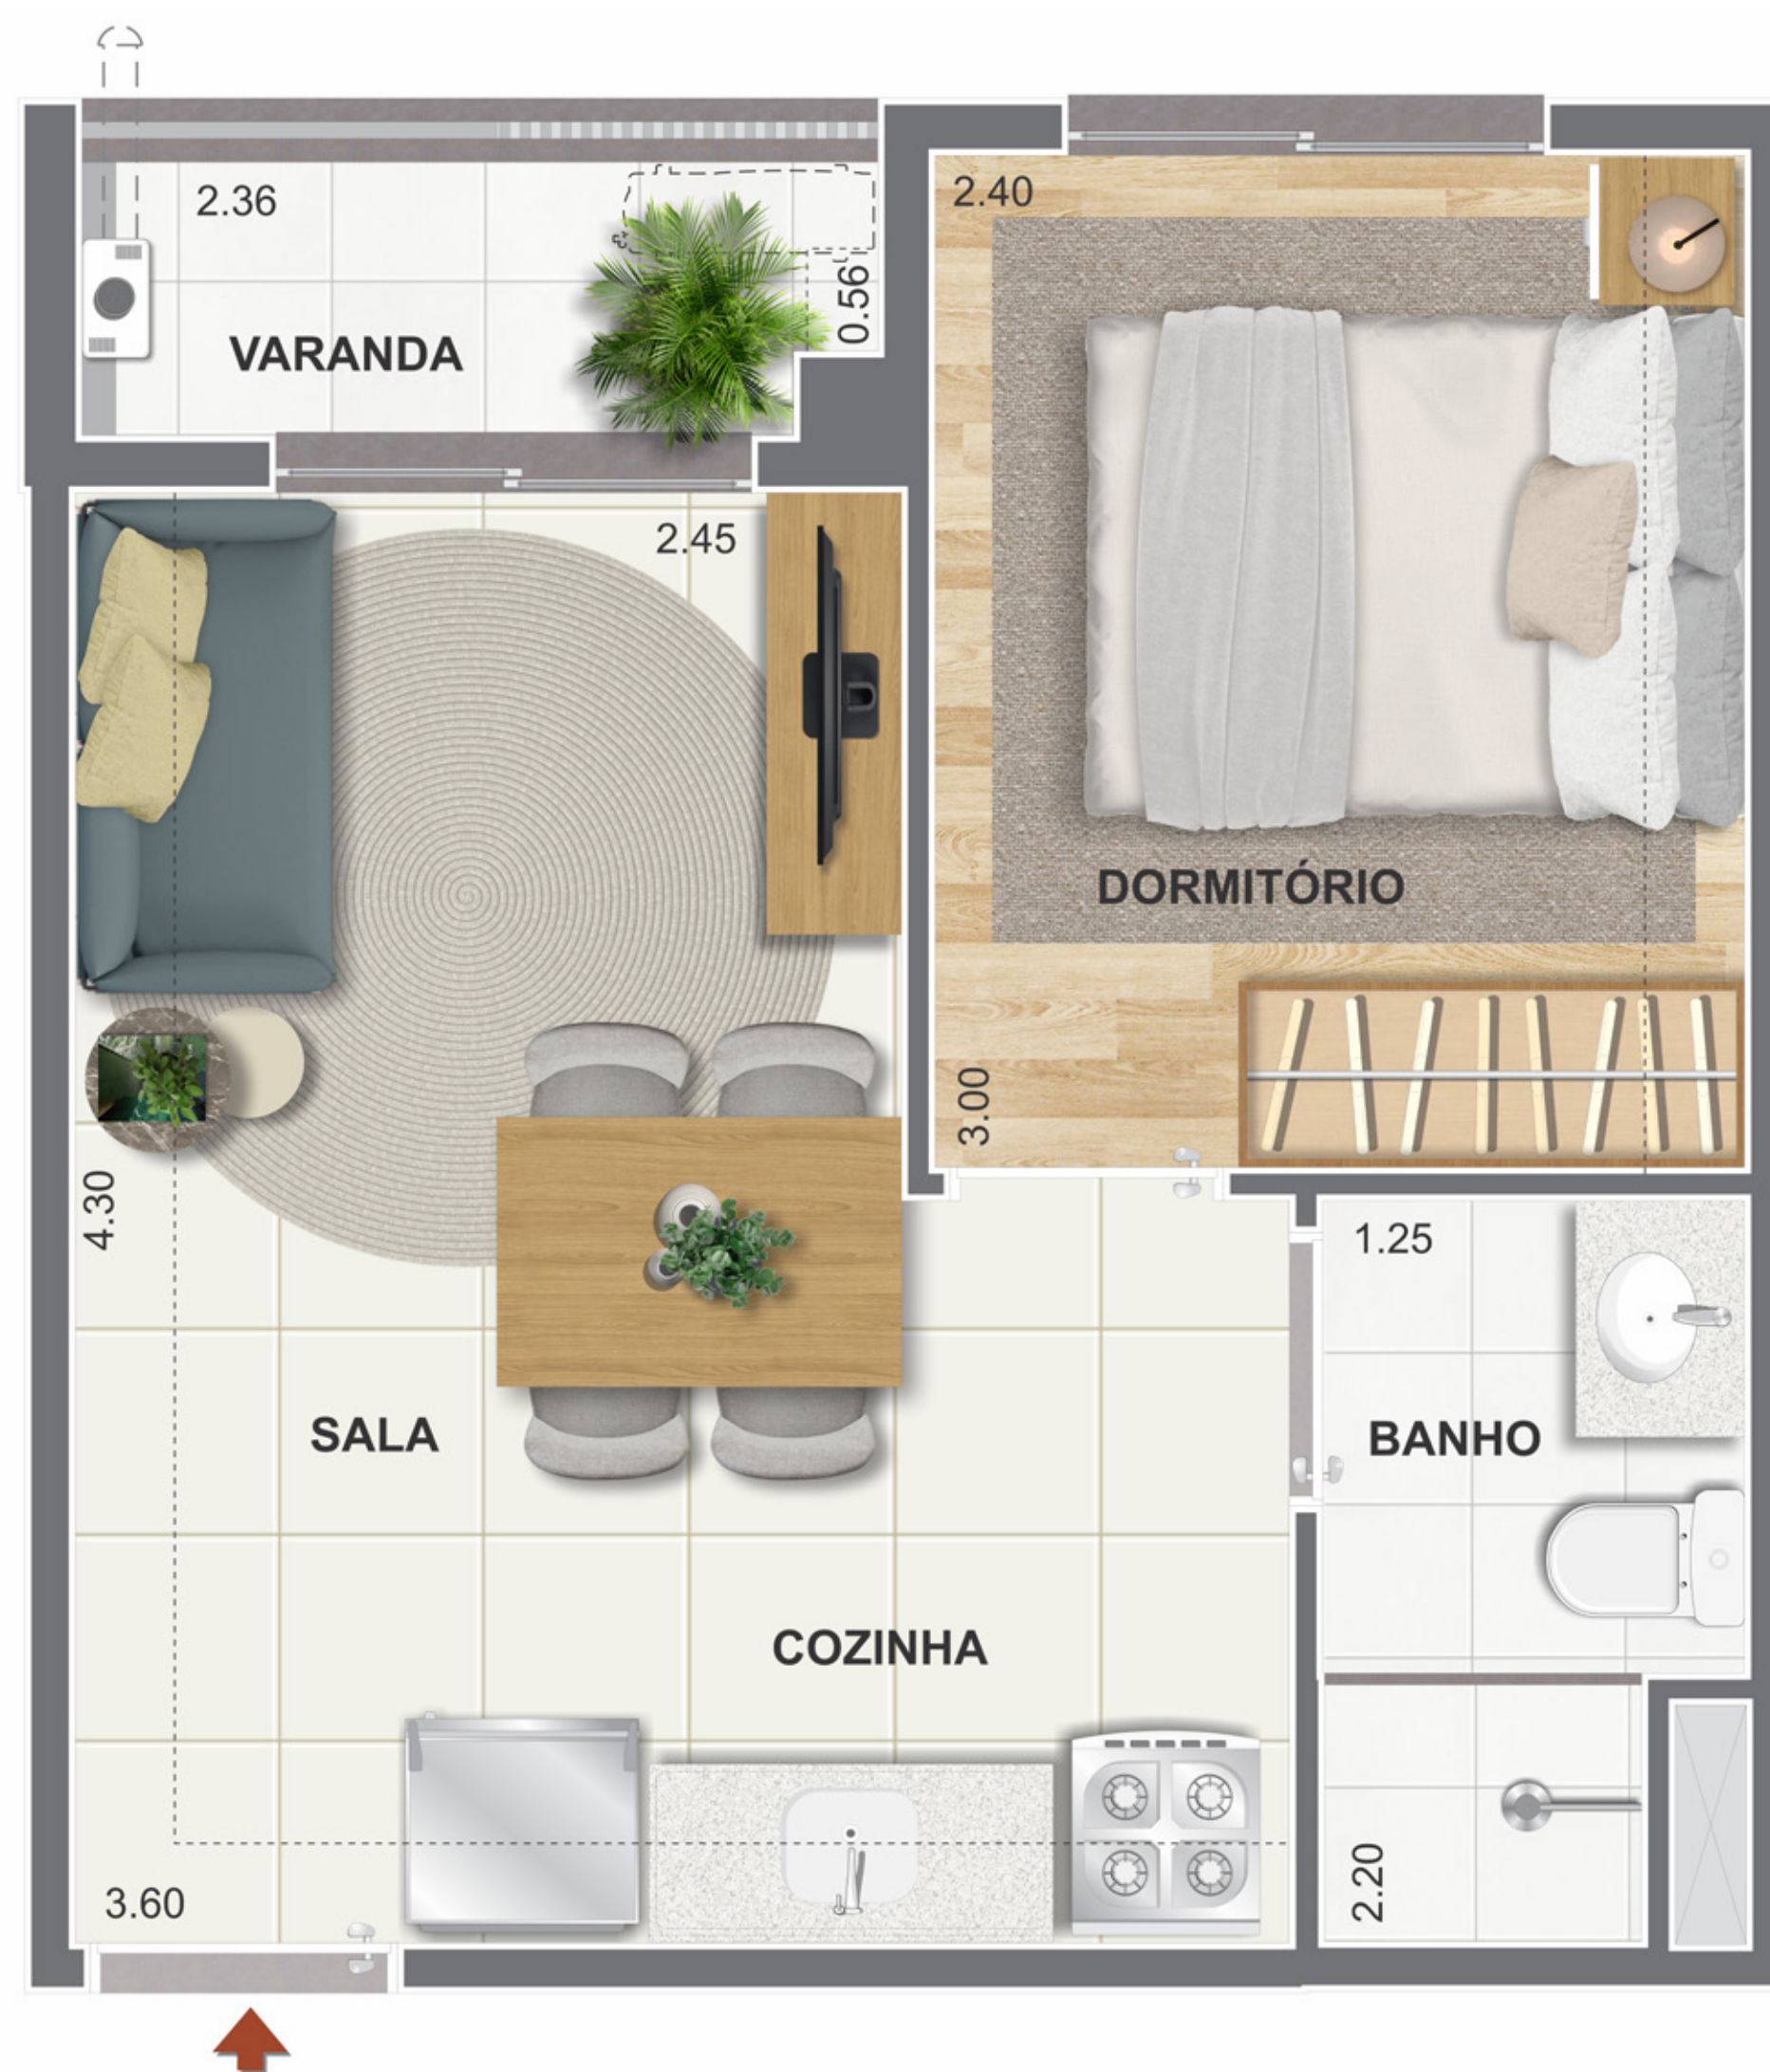 2.36
2.40
0.56
VARANDA
2.45
DORMITÓRIO
3.00
4.30
1.25
SALA
BANHO
COZINHA
3.60
2.20